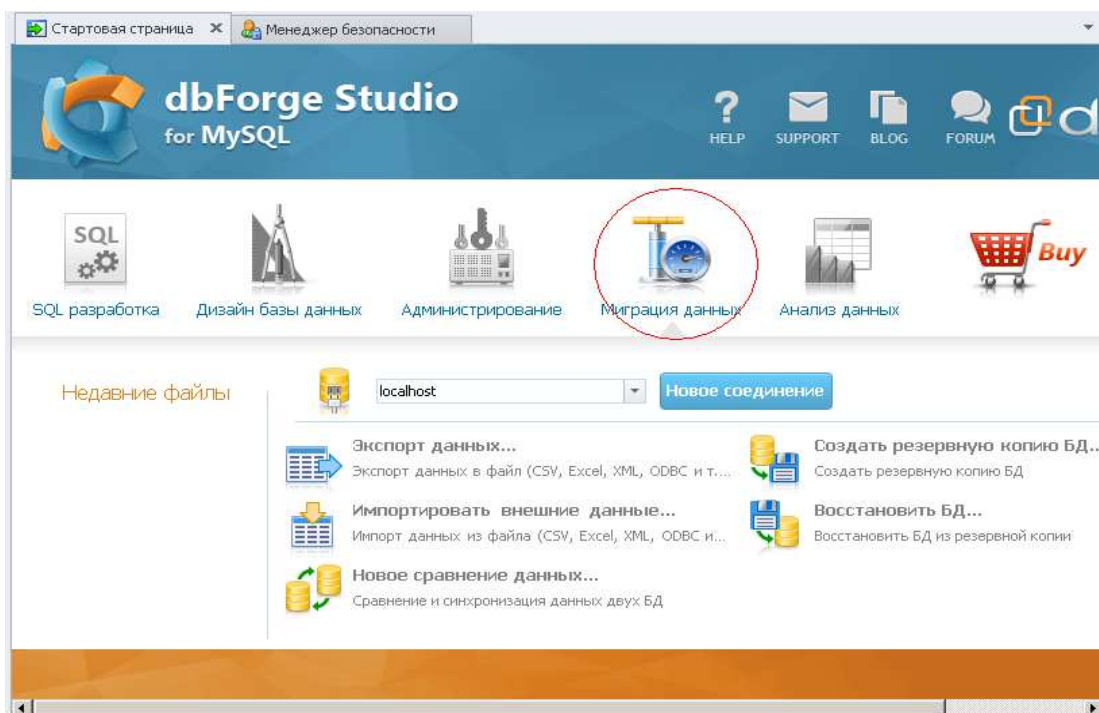 Стартовая страница
Менеджер безопасности
dbForge Studio
for MySQL
HELP
SUPPORT
BLOG
FORUM
d
SQL
Buy
SQL разработка
Дизайн базы данных
Администрирование
Миграция данных
Анализ данных
Недавние файлы
localhost
Новое соединение
Экспорт данных...
Экспорт данных в файл (CSV, Excel, XML, ODBC и т....
Создать резервную копию БД..
Создать резервную копию БД
Импортировать внешние данные...
Импорт данных из файла (CSV, Excel, XML, ODBC и...
Восстановить БД...
Восстановить БД из резервной копии
Новое сравнение данных...
Сравнение и синхронизация данных двух БД